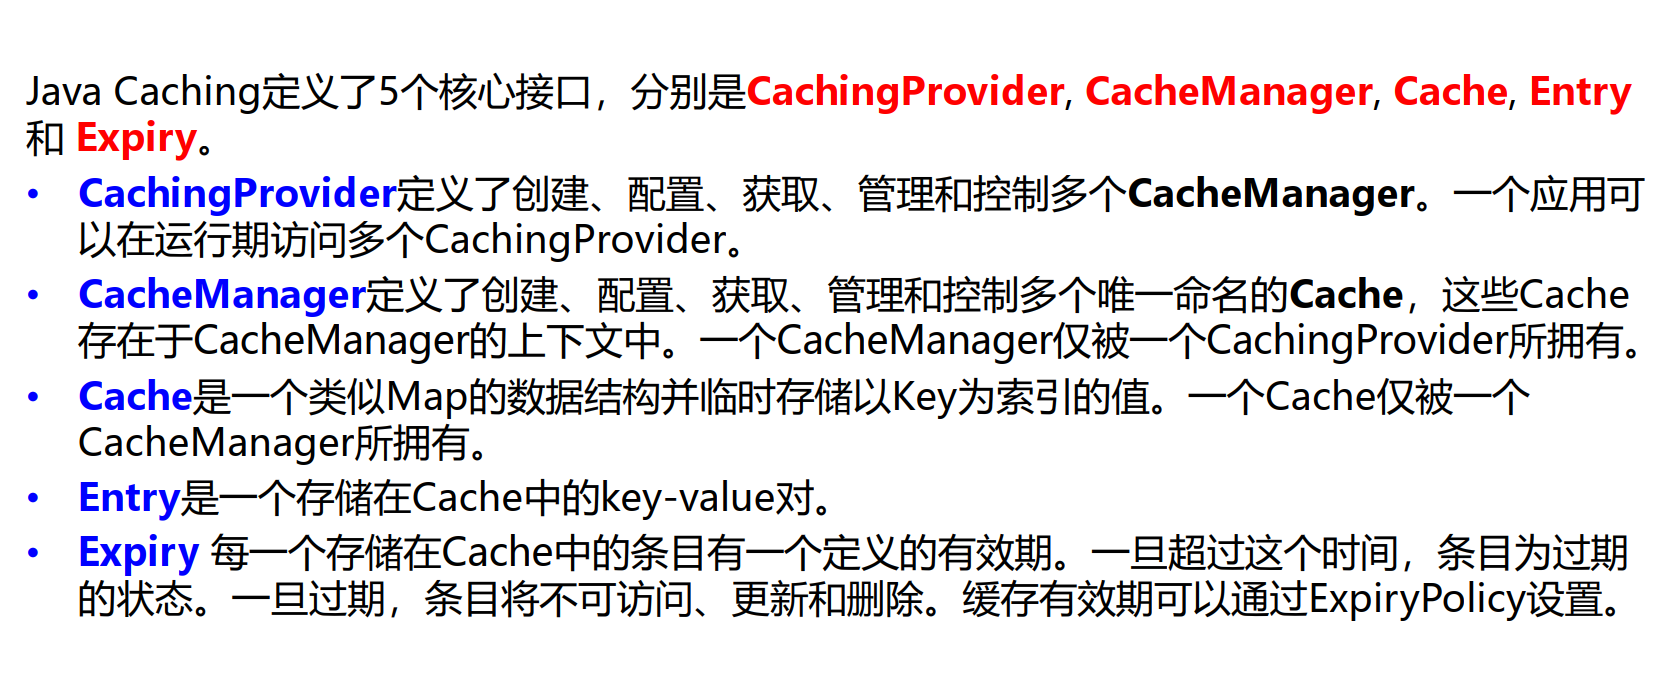 Java Caching定义了5个核心接口，分别是CachingProvider, CacheManager, Cache, Entry
和 Expiry。
• CachingProvider定义了创建、配置、获取、管理和控制多个CacheManager。一个应用可
以在运行期访问多个CachingProvider。
• CacheManager定义了创建、配置、获取、管理和控制多个唯一命名的Cache，这些Cache
存在于CacheManager的上下文中。一个CacheManager仅被一个CachingProvider所拥有。
• Cache是一个类似Map的数据结构并临时存储以Key为索引的值。一个Cache仅被一个
CacheManager所拥有。
• Entry是一个存储在Cache中的key-value对。
• Expiry 每一个存储在Cache中的条目有一个定义的有效期。一旦超过这个时间，条目为过期
的状态。一旦过期，条目将不可访问、更新和删除。缓存有效期可以通过ExpiryPolicy设置。